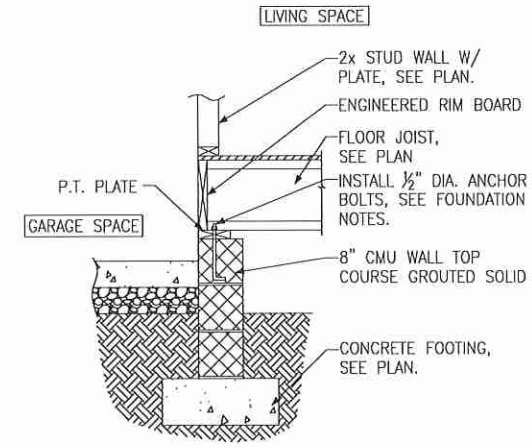 LIVING SPACE
2x STUD WALL W/
PLATE, SEE PLAN.
ENGINEERED RIM BOARD
FLOOR JOIST,
SEE PLAN
P.T. PLATE
INSTALL ½" DIA. ANCHOR
BOLTS, SEE FOUNDATION
NOTES.
GARAGE SPACE
8" CMU WALL TOP
COURSE GROUTED SOLID
CONCRETE FOOTING,
SEE PLAN.